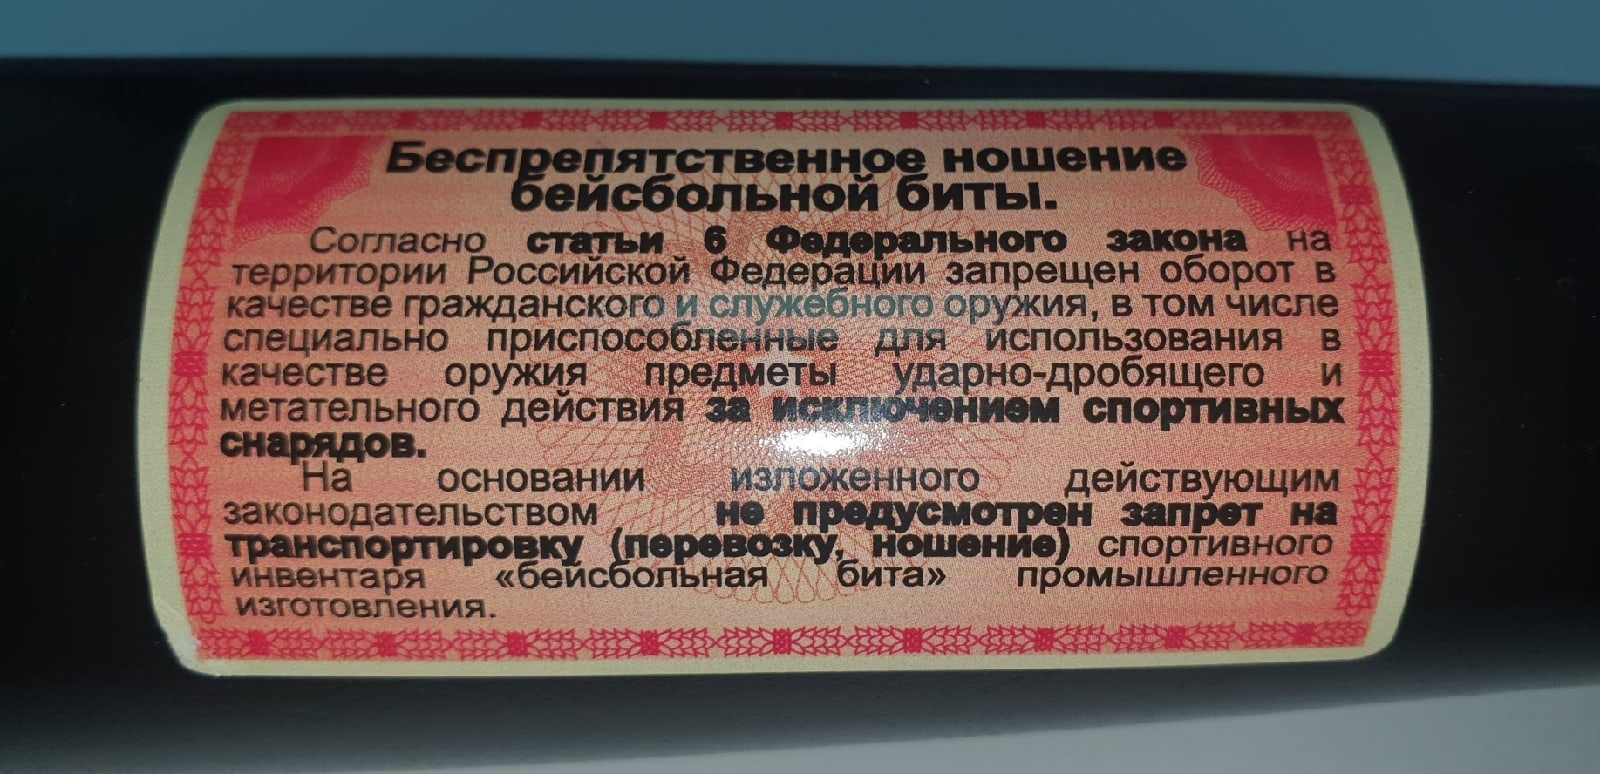 Беспрепятственное ношение
бейсбольной биты.
Согласно статьи 6 Федерального закона на
территории Российской Федерации запрещен оборот в
качестве гражданского и служебного оружия, в том числе
специально приспособленные для использования в
качестве оружия предметы ударно-дробящего и
метательного действия за исключением спортивных
снарядов.
На основании изложенного действующим
законодательством не предусмотрен запрет на
транспортировку (перевозку, ношение) спортивного
инвентаря «бейсбольная бита» промышленного
изготовления.